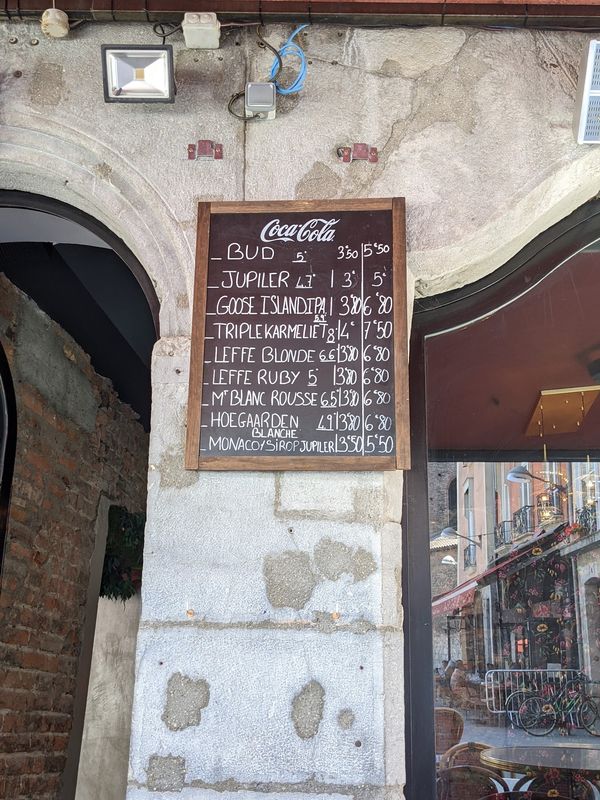 Coca-Cola
_ BUD 5° 3'50 5'50
_ JUPILER 4.7° 3€ 5€
_ GOOSE ISLAND IPA 3'80 6'80
_ TRIPLE KARMELIET 8 4€ 7'50
_ LEFFE BLONDE 6.6 3'80 6'80
_ LEFFE RUBY 5° 3'80 6'80
_ MT BLANC ROUSSE 6.5° 3'80 6'80
_ HOEGAARDEN BLANCHE 4.9 3'80 6'80
_ MONACO/SIROP JUPILER 3'50 5'50